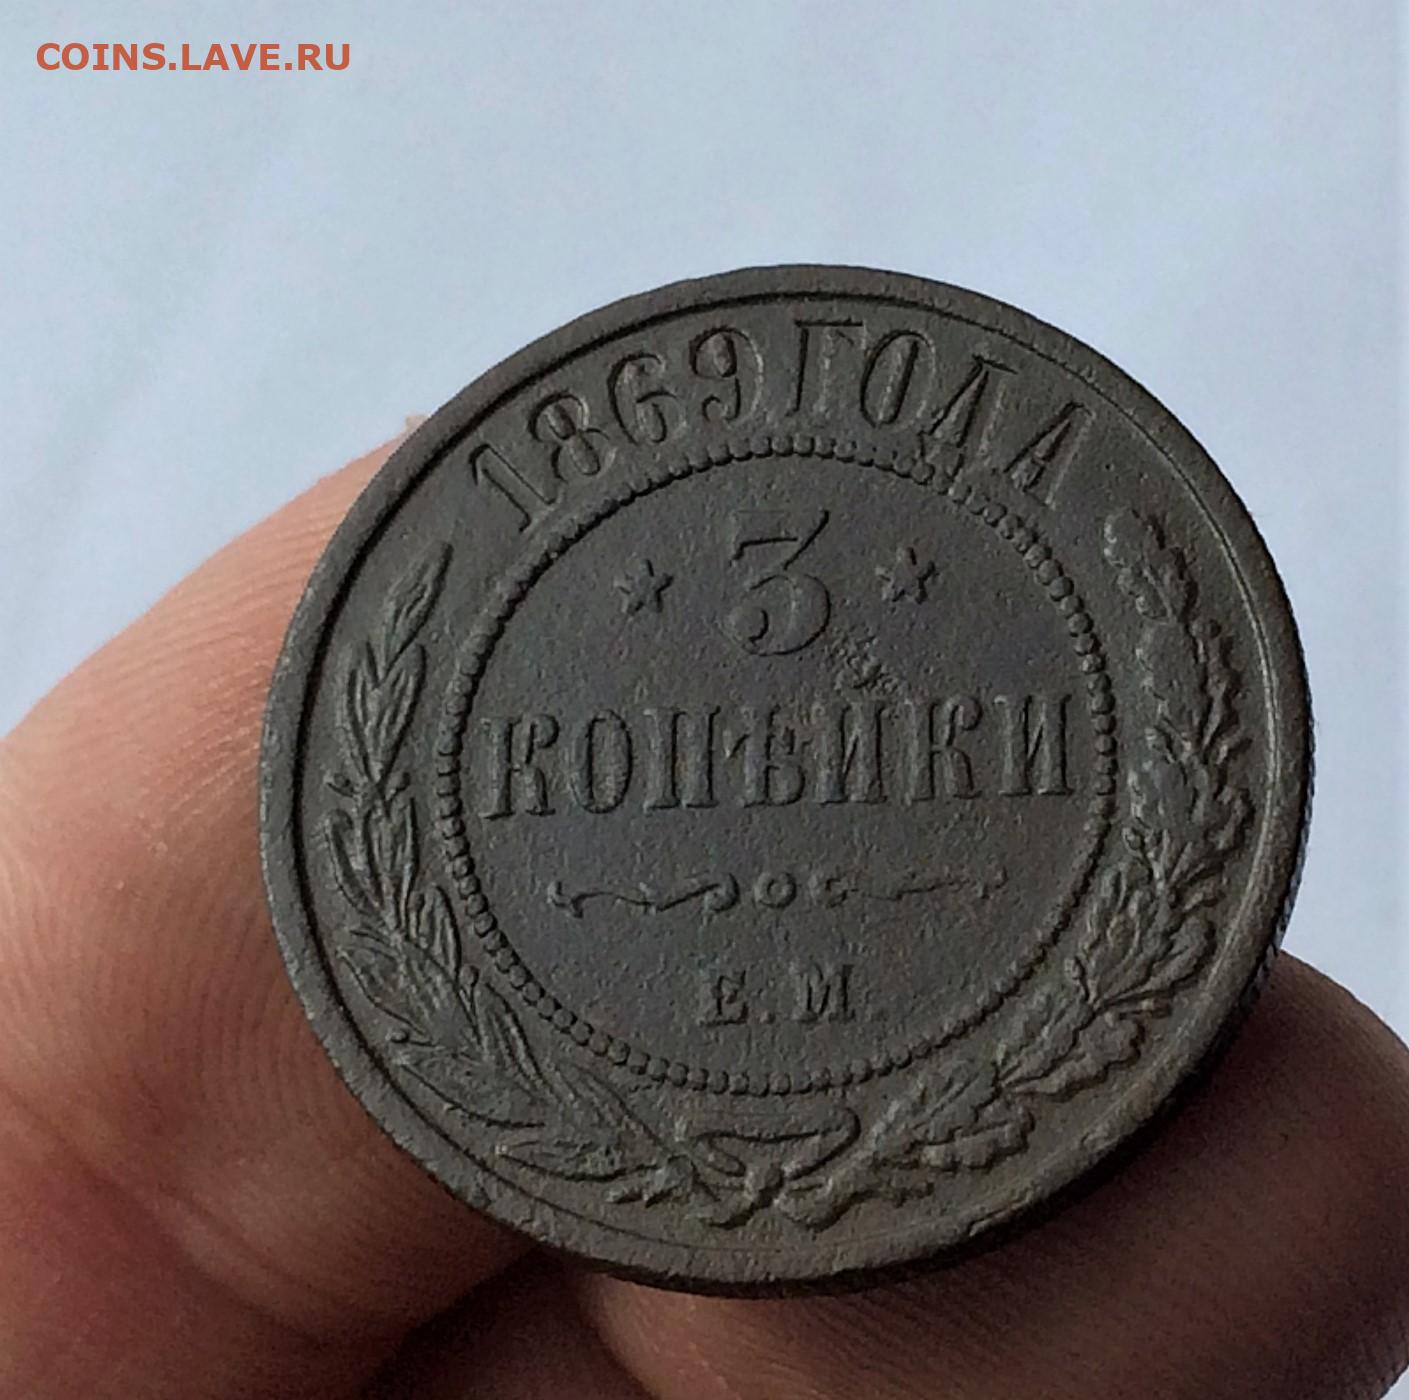 COINS.LAVE.RU
1869 ГОДА
* 3 *
КОПѢЙКИ
Е.М.